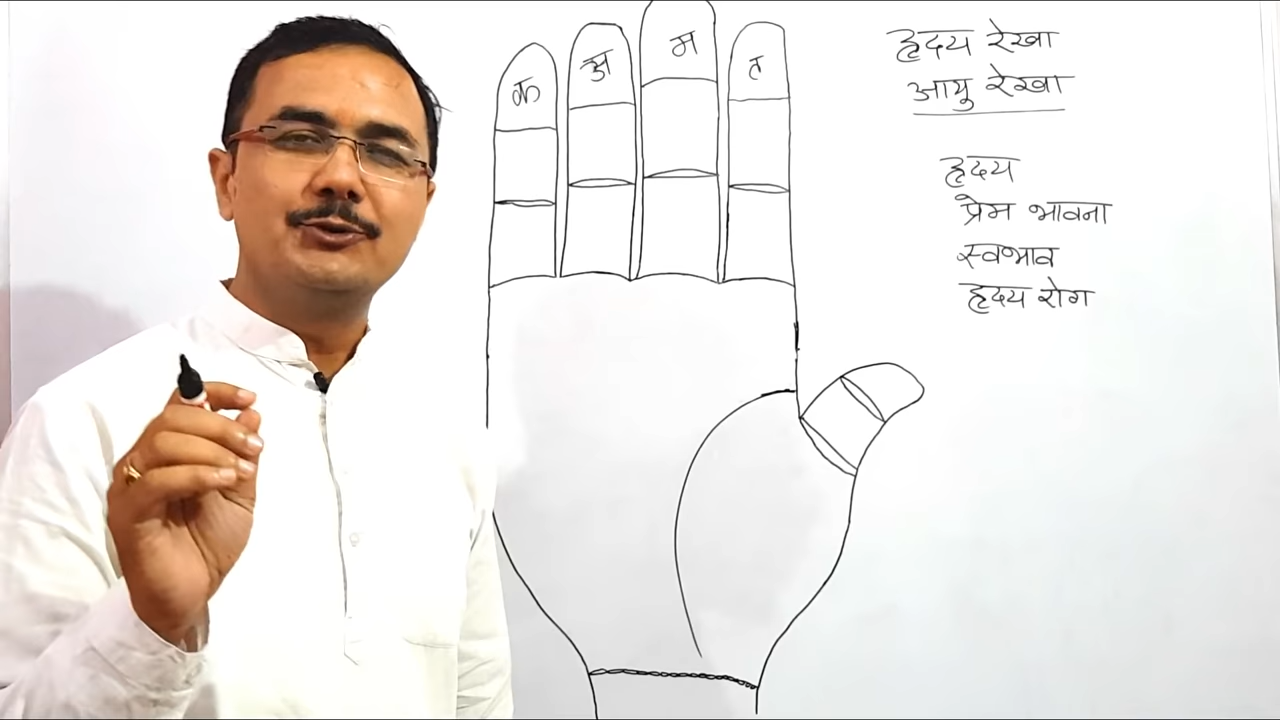 क
अ
म
त
हृदय रेखा
आयु रेखा
हृदय
प्रेम भावना
स्वभाव
हृदय रोग